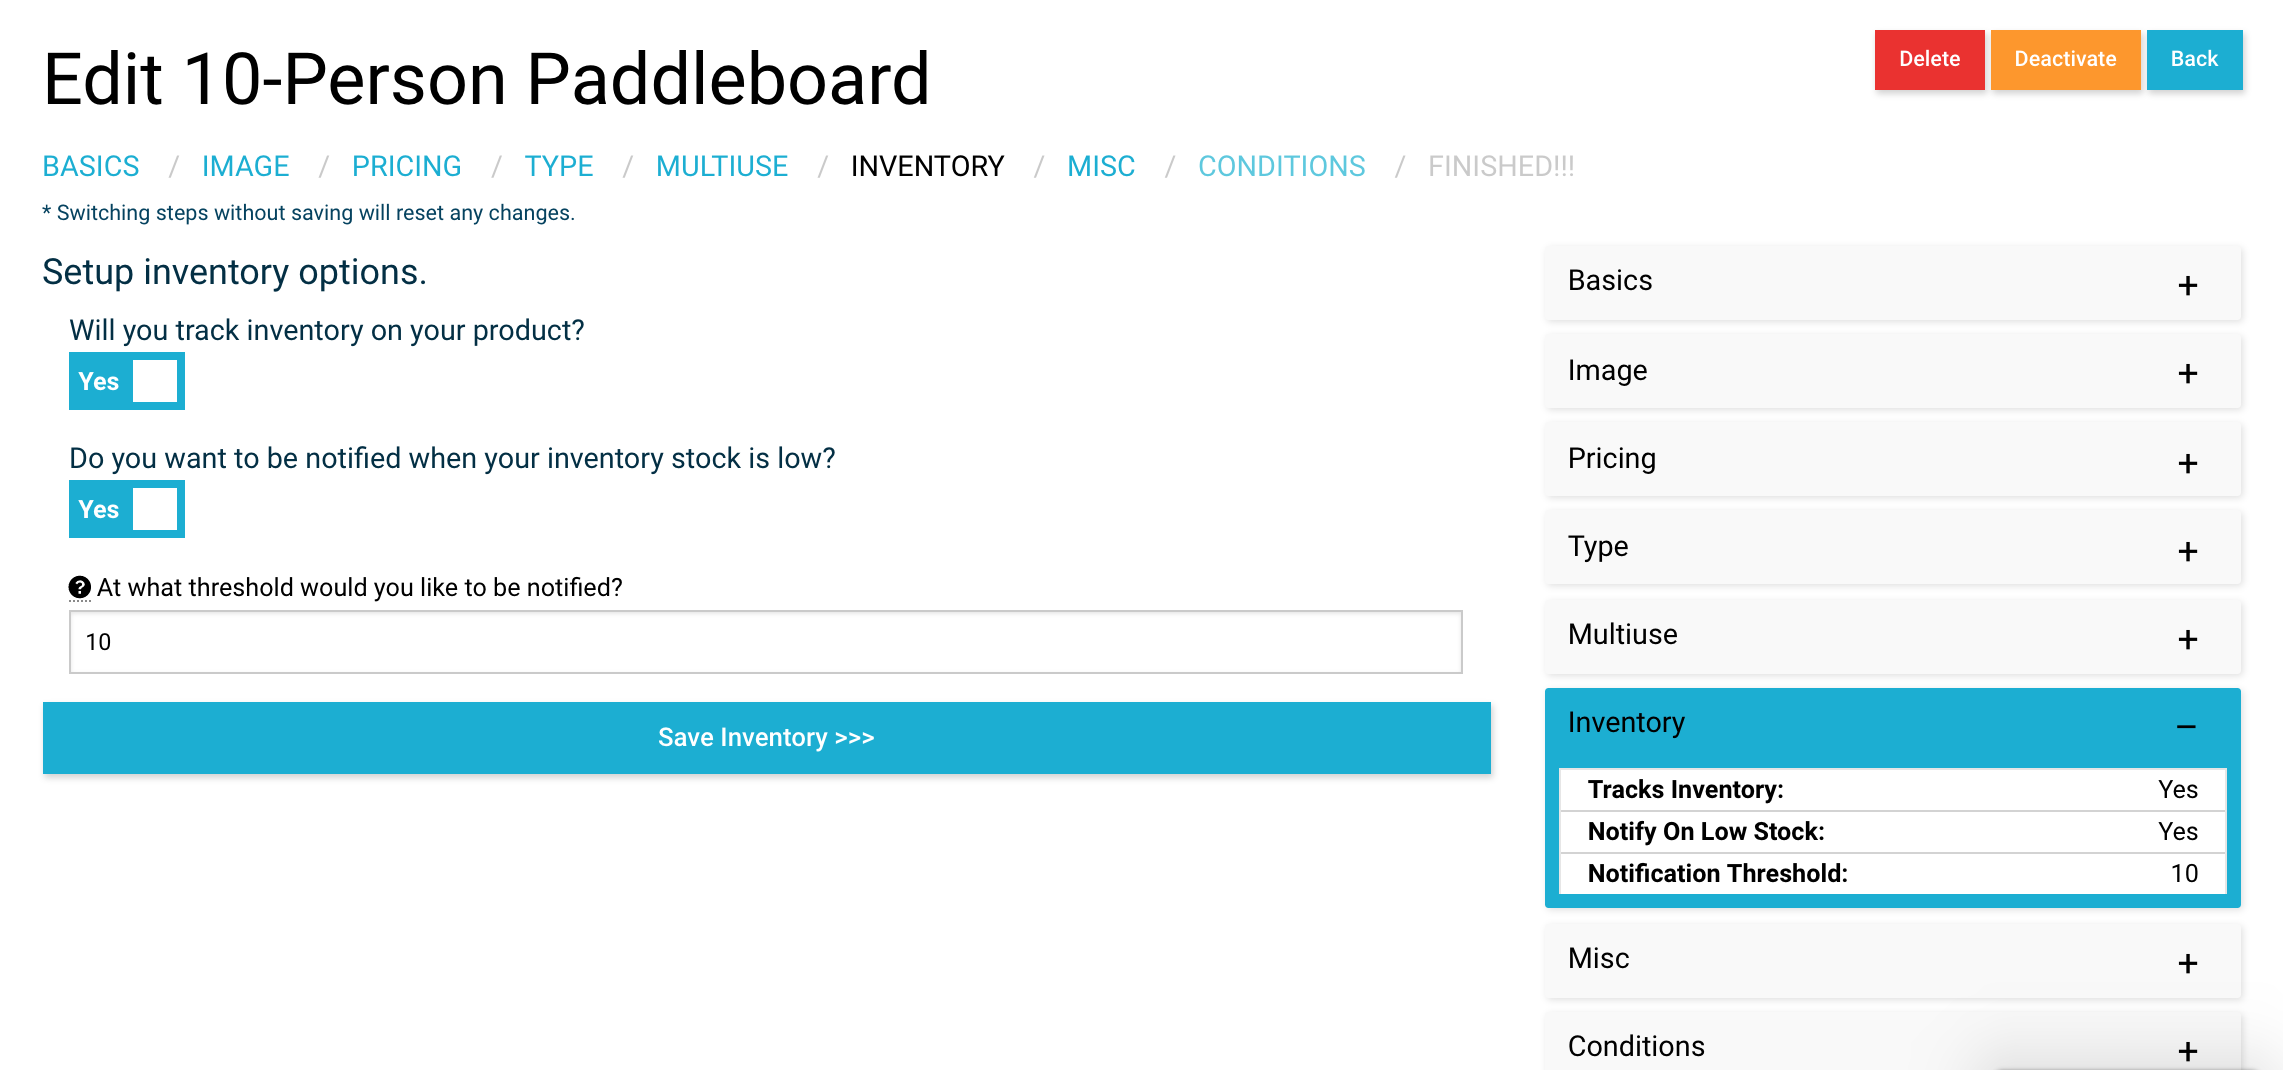 Edit 10-Person Paddleboard
Delete
Deactivate
Back
BASICS / IMAGE / PRICING / TYPE / MULTIUSE / INVENTORY / MISC / CONDITIONS / FINISHED!!!
* Switching steps without saving will reset any changes.
Setup inventory options.
Will you track inventory on your product?
Yes
Do you want to be notified when your inventory stock is low?
Yes
? At what threshold would you like to be notified?
10
Save Inventory >>>
Basics +
Image +
Pricing +
Type +
Multiuse +
Inventory –
Tracks Inventory: Yes
Notify On Low Stock: Yes
Notification Threshold: 10
Misc +
Conditions +